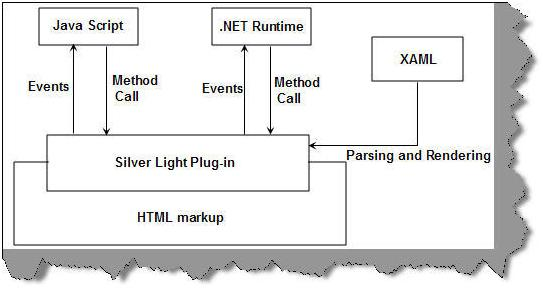 Java Script
.NET Runtime
XAML
Events
Method
Call
Events
Method
Call
Parsing and Rendering
Silver Light Plug-in
HTML markup